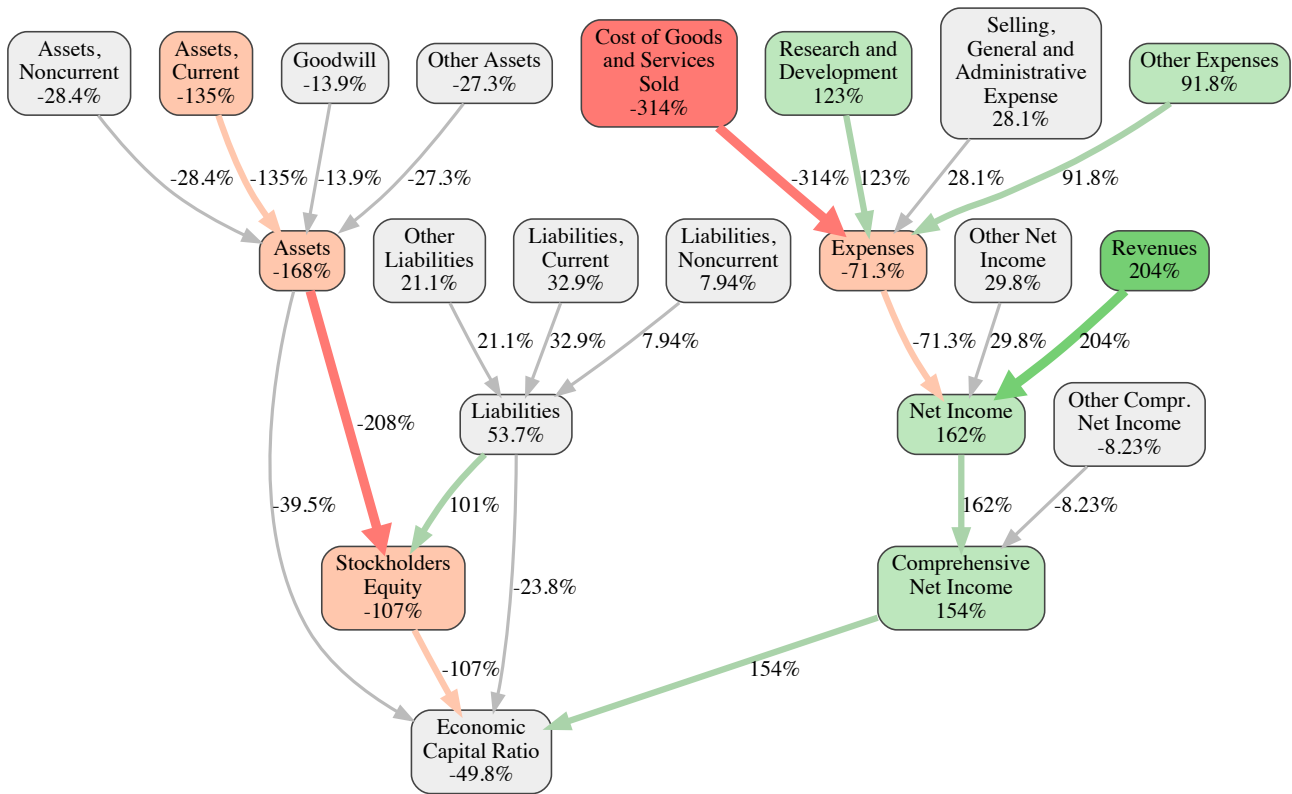 Assets,
Noncurrent
-28.4%
Assets,
Current
-135%
Goodwill
-13.9%
Other Assets
-27.3%
Cost of Goods
and Services
Sold
-314%
Research and
Development
123%
Selling,
General and
Administrative
Expense
28.1%
Other Expenses
91.8%
-28.4%
-135%
-13.9%
-27.3%
-314%
123%
28.1%
91.8%
Assets
-168%
Other
Liabilities
21.1%
Liabilities,
Current
32.9%
Liabilities,
Noncurrent
7.94%
Expenses
-71.3%
Other Net
Income
29.8%
Revenues
204%
21.1%
32.9%
7.94%
-71.3%
29.8%
204%
-208%
Liabilities
53.7%
Net Income
162%
Other Compr.
Net Income
-8.23%
-39.5%
101%
162%
-8.23%
Stockholders
Equity
-107%
-23.8%
Comprehensive
Net Income
154%
-107%
154%
Economic
Capital Ratio
-49.8%